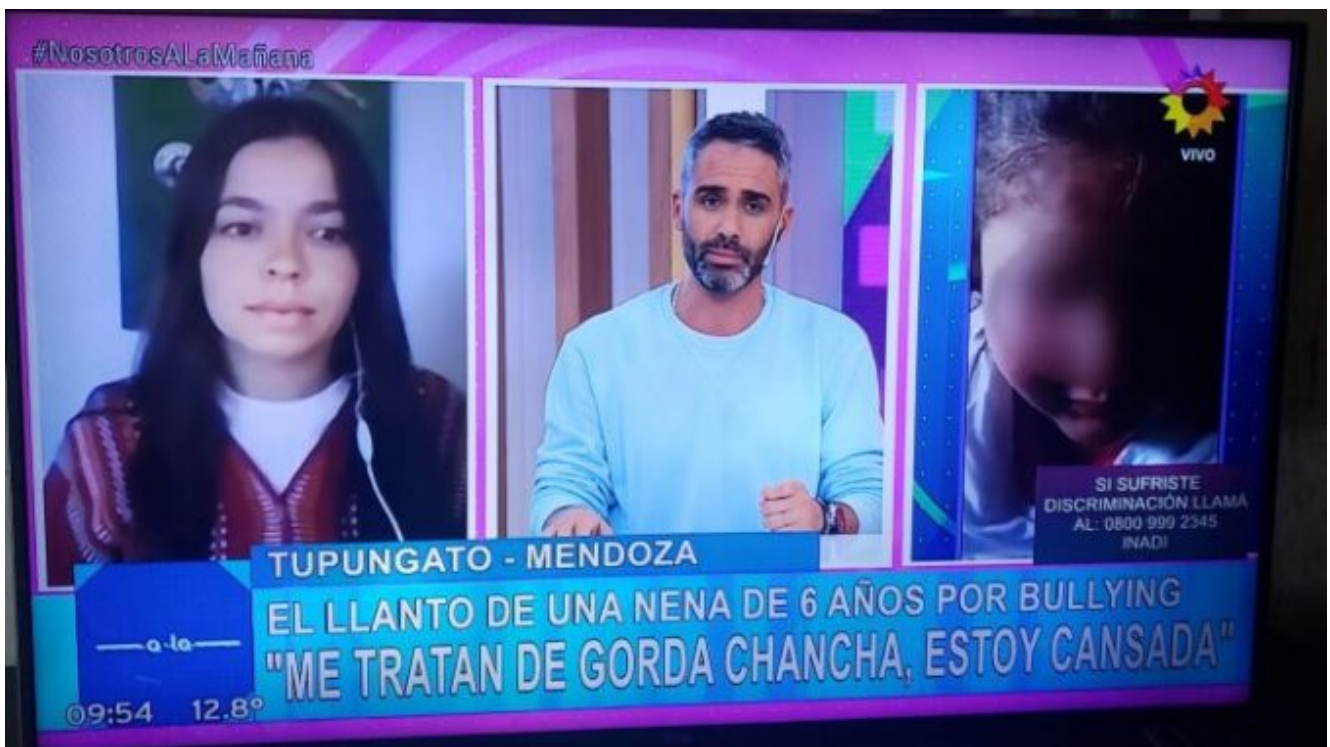 #NosotrosALaMañana
VIVO
SI SUFRISTE
DISCRIMINACIÓN LLAMÁ
AL: 0800 999 2345
INADI
TUPUNGATO - MENDOZA
EL LLANTO DE UNA NENA DE 6 AÑOS POR BULLYING
"ME TRATAN DE GORDA CHANCHA, ESTOY CANSADA"
a·la
09:54 12.8°